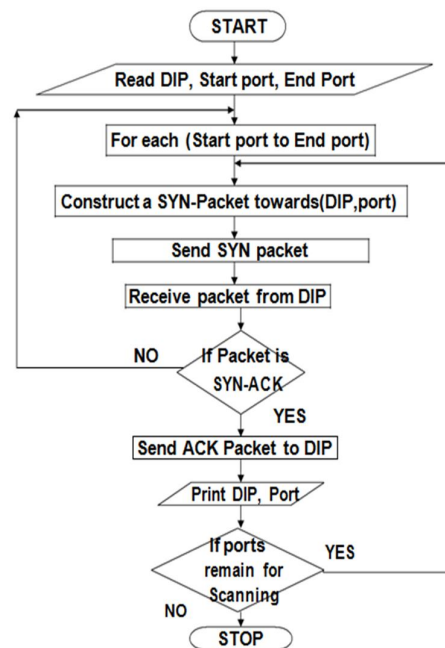 START
Read DIP, Start port, End Port
For each (Start port to End port)
Construct a SYN-Packet towards(DIP,port)
Send SYN packet
Receive packet from DIP
NO
If Packet is
SYN-ACK
YES
Send ACK Packet to DIP
Print DIP, Port
If ports
remain for
Scanning
YES
NO
STOP